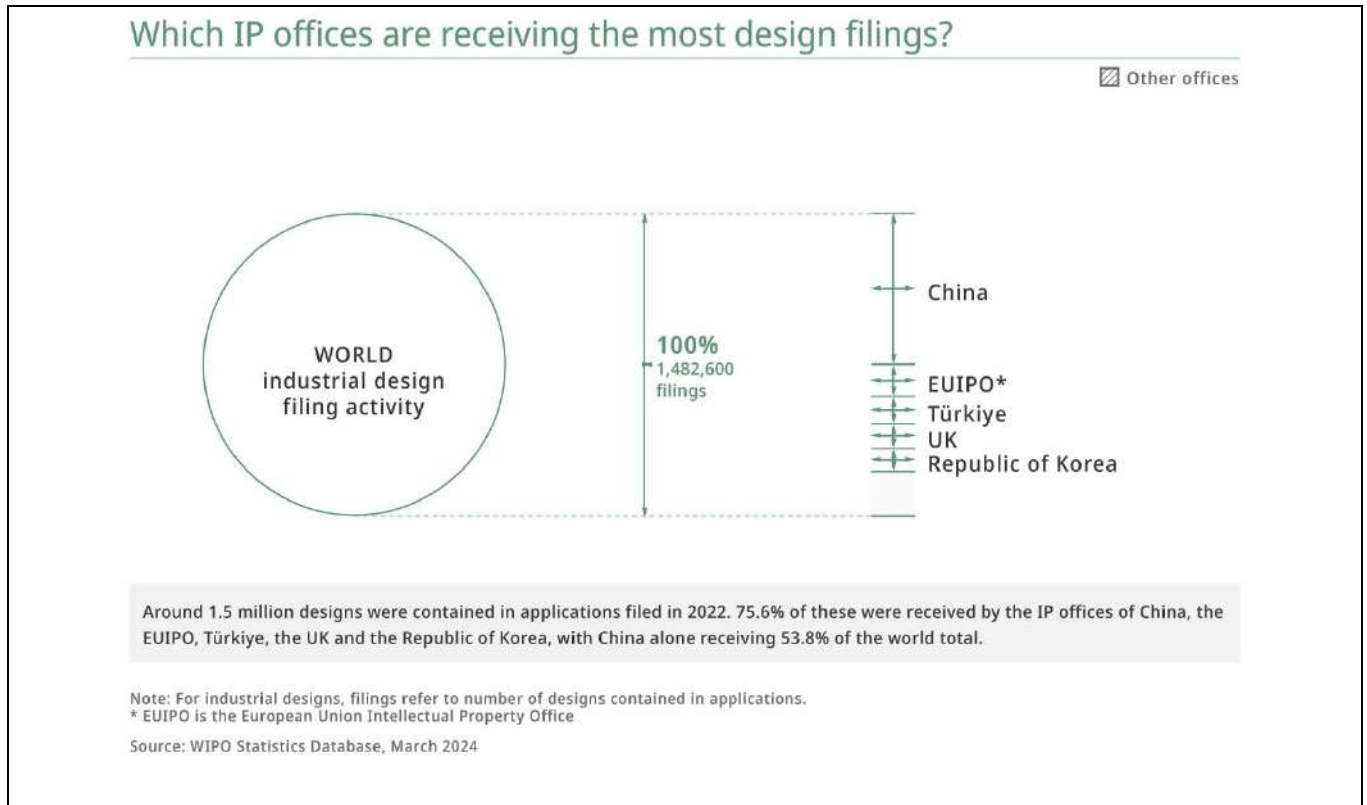 Which IP offices are receiving the most design filings?
Other offices
WORLD
industrial design
filing activity
100%
1,482,600
filings
China
EUIPO*
Türkiye
UK
Republic of Korea
Around 1.5 million designs were contained in applications filed in 2022. 75.6% of these were received by the IP offices of China, the
EUIPO, Türkiye, the UK and the Republic of Korea, with China alone receiving 53.8% of the world total.
Note: For industrial designs, filings refer to number of designs contained in applications.
* EUIPO is the European Union Intellectual Property Office
Source: WIPO Statistics Database, March 2024